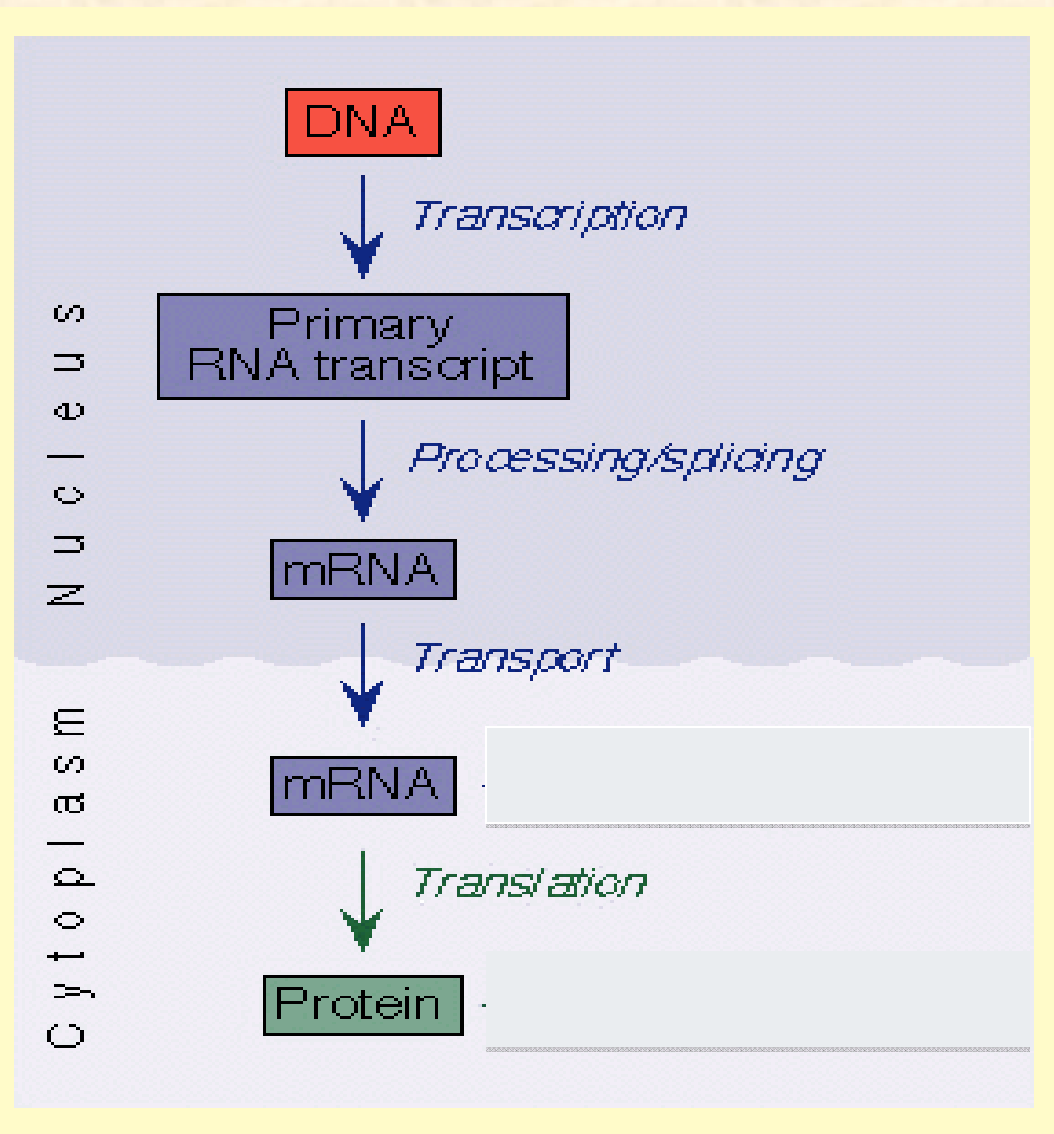 DNA
Transcription
Primary
RNA transcript
Processing/splicing
mRNA
Transport
mRNA
Translation
Protein
Nucleus
Cytoplasm